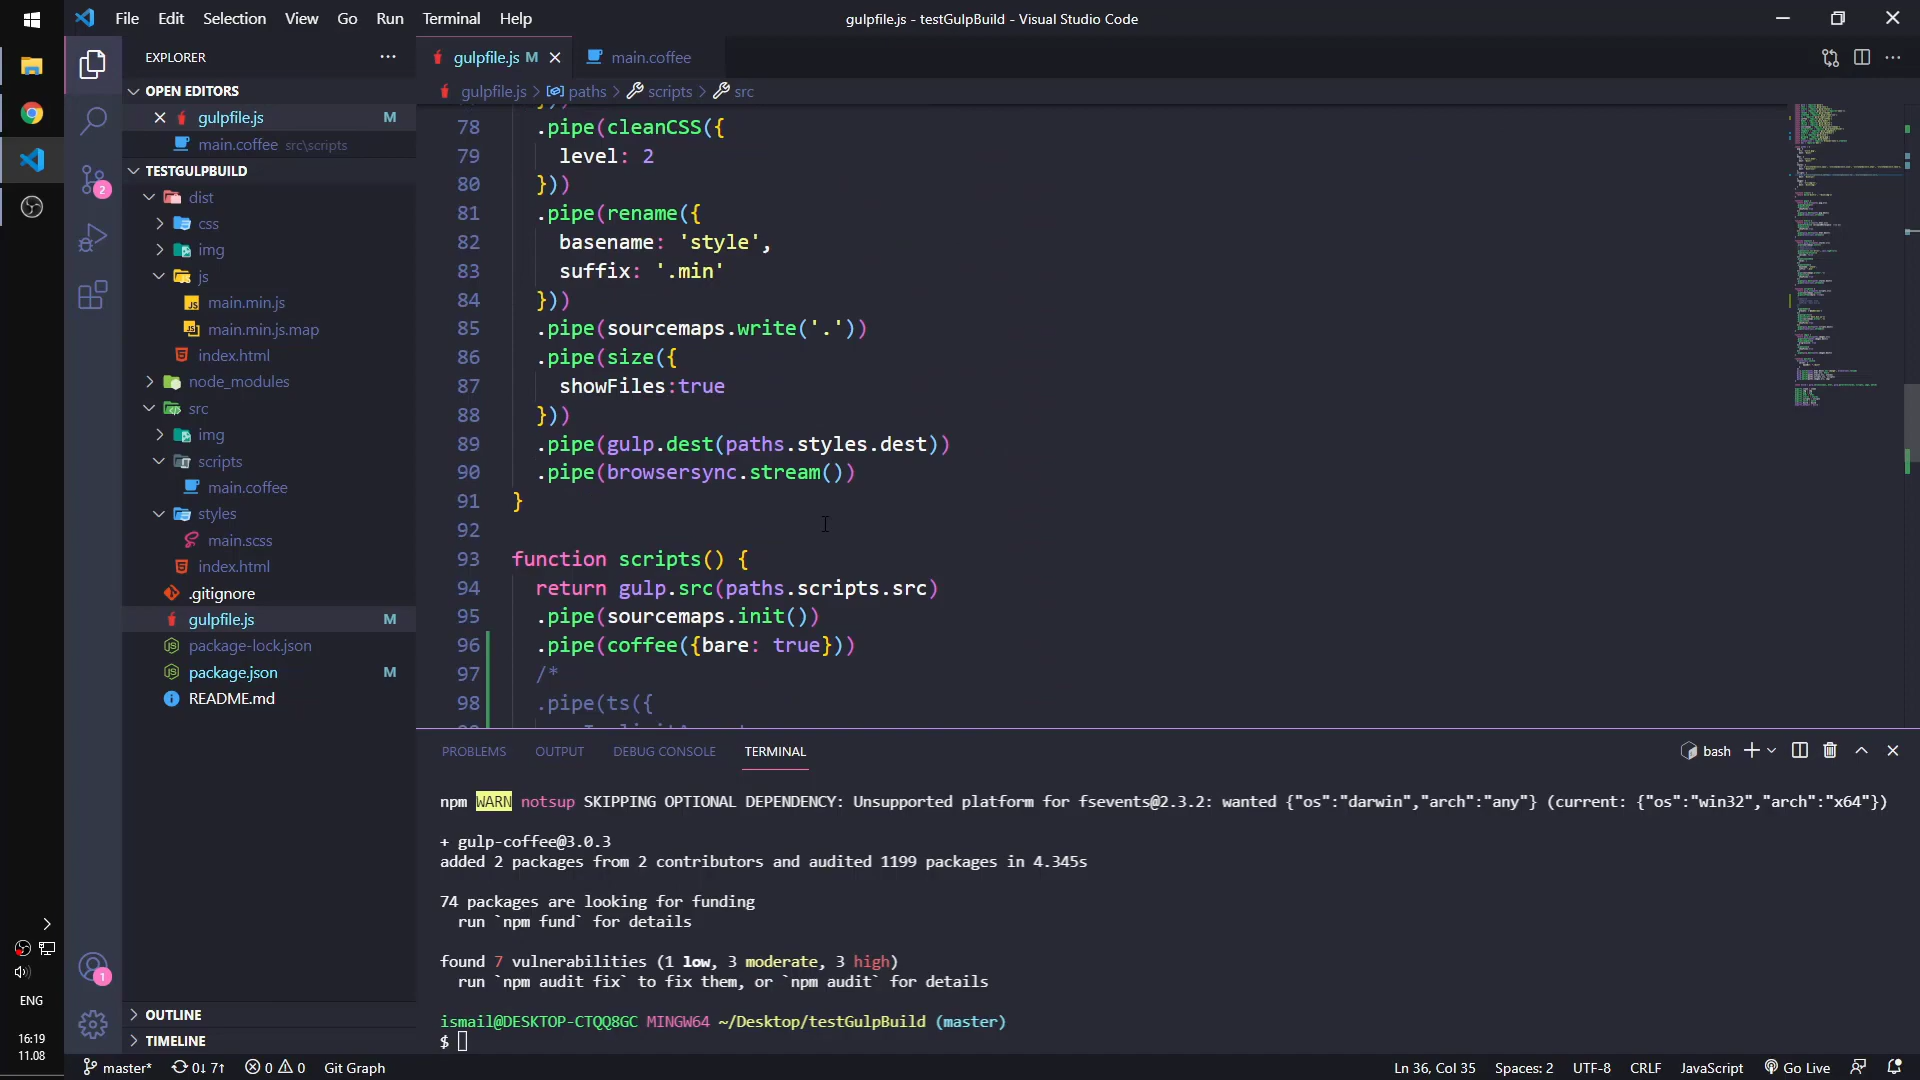 File Edit Selection View Go Run Terminal Help
gulpfile.js - testGulpBuild - Visual Studio Code
EXPLORER
OPEN EDITORS
gulpfile.js M
main.coffee src\scripts
TESTGULPBUILD
dist
css
img
js
main.min.js
main.min.js.map
index.html
node_modules
src
img
scripts
main.coffee
styles
main.scss
index.html
.gitignore
gulpfile.js M
package-lock.json
package.json M
README.md
OUTLINE
TIMELINE
2
1
ENG
16:19
11.08
gulpfile.js M
main.coffee
gulpfile.js > paths > scripts > src
78 .pipe(cleanCSS({
79 level: 2
80 }))
81 .pipe(rename({
82 basename: 'style',
83 suffix: '.min'
84 }))
85 .pipe(sourcemaps.write('.'))
86 .pipe(size({
87 showFiles:true
88 }))
89 .pipe(gulp.dest(paths.styles.dest))
90 .pipe(browsersync.stream())
91 }
92
93 function scripts() {
94 return gulp.src(paths.scripts.src)
95 .pipe(sourcemaps.init())
96 .pipe(coffee({bare: true}))
97 /*
98 .pipe(ts({
PROBLEMS OUTPUT DEBUG CONSOLE TERMINAL
bash
npm WARN notsup SKIPPING OPTIONAL DEPENDENCY: Unsupported platform for fsevents@2.3.2: wanted {"os":"darwin","arch":"any"} (current: {"os":"win32","arch":"x64"})
+ gulp-coffee@3.0.3
added 2 packages from 2 contributors and audited 1199 packages in 4.345s
74 packages are looking for funding
run `npm fund` for details
found 7 vulnerabilities (1 low, 3 moderate, 3 high)
run `npm audit fix` to fix them, or `npm audit` for details
ismail@DESKTOP-CTQQ8GC MINGW64 ~/Desktop/testGulpBuild (master)
$
master* 0↓ 7↑ 0 0 Git Graph
Ln 36, Col 35 Spaces: 2 UTF-8 CRLF JavaScript Go Live